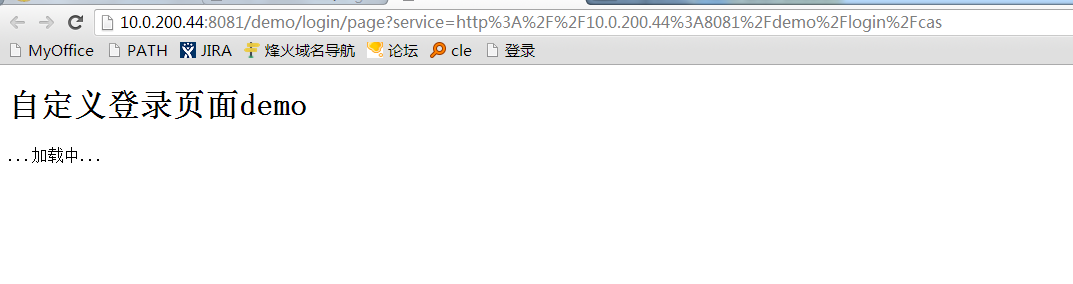 10.0.200.44:8081/demo/login/page?service=http%3A%2F%2F10.0.200.44%3A8081%2Fdemo%2Flogin%2Fcas
MyOffice PATH JIRA 烽火域名导航 论坛 cle 登录
自定义登录页面demo
...加载中...